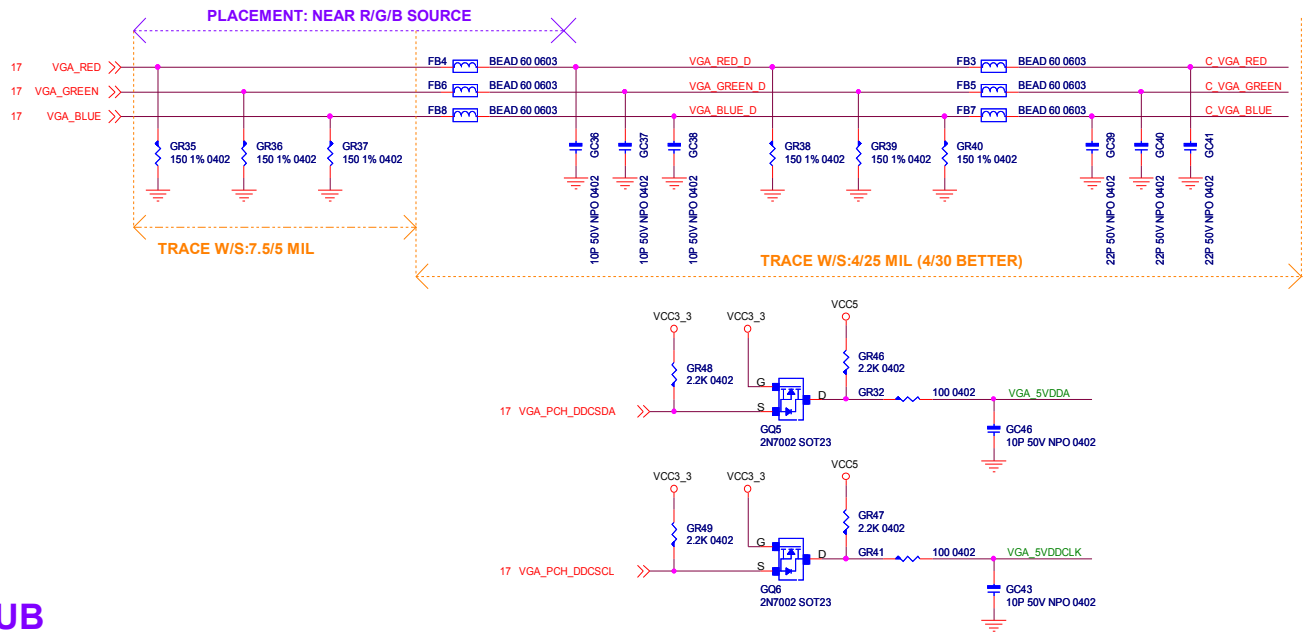 PLACEMENT: NEAR R/G/B SOURCE
17 VGA_RED FB4 BEAD 60 0603 VGA_RED_D FB3 BEAD 60 0603 C_VGA_RED
17 VGA_GREEN FB6 BEAD 60 0603 VGA_GREEN_D FB5 BEAD 60 0603 C_VGA_GREEN
17 VGA_BLUE FB8 BEAD 60 0603 VGA_BLUE_D FB7 BEAD 60 0603 C_VGA_BLUE
GR35
150 1% 0402
GR36
150 1% 0402
GR37
150 1% 0402
GC36
10P 50V NPO 0402
GC37
10P 50V NPO 0402
GC38
10P 50V NPO 0402
GR38
150 1% 0402
GR39
150 1% 0402
GR40
150 1% 0402
GC39
22P 50V NPO 0402
GC40
22P 50V NPO 0402
GC41
22P 50V NPO 0402
TRACE W/S:7.5/5 MIL
TRACE W/S:4/25 MIL (4/30 BETTER)
VCC3_3 VCC3_3 VCC5
GR48
2.2K 0402
GR46
2.2K 0402
G
D
S
GR32 100 0402 VGA_5VDDA
17 VGA_PCH_DDCSDA
GQ5
2N7002 SOT23
GC46
10P 50V NPO 0402
VCC3_3 VCC3_3 VCC5
GR49
2.2K 0402
GR47
2.2K 0402
G
D
S
GR41 100 0402 VGA_5VDDCLK
17 VGA_PCH_DDCSCL
GQ6
2N7002 SOT23
GC43
10P 50V NPO 0402
UB